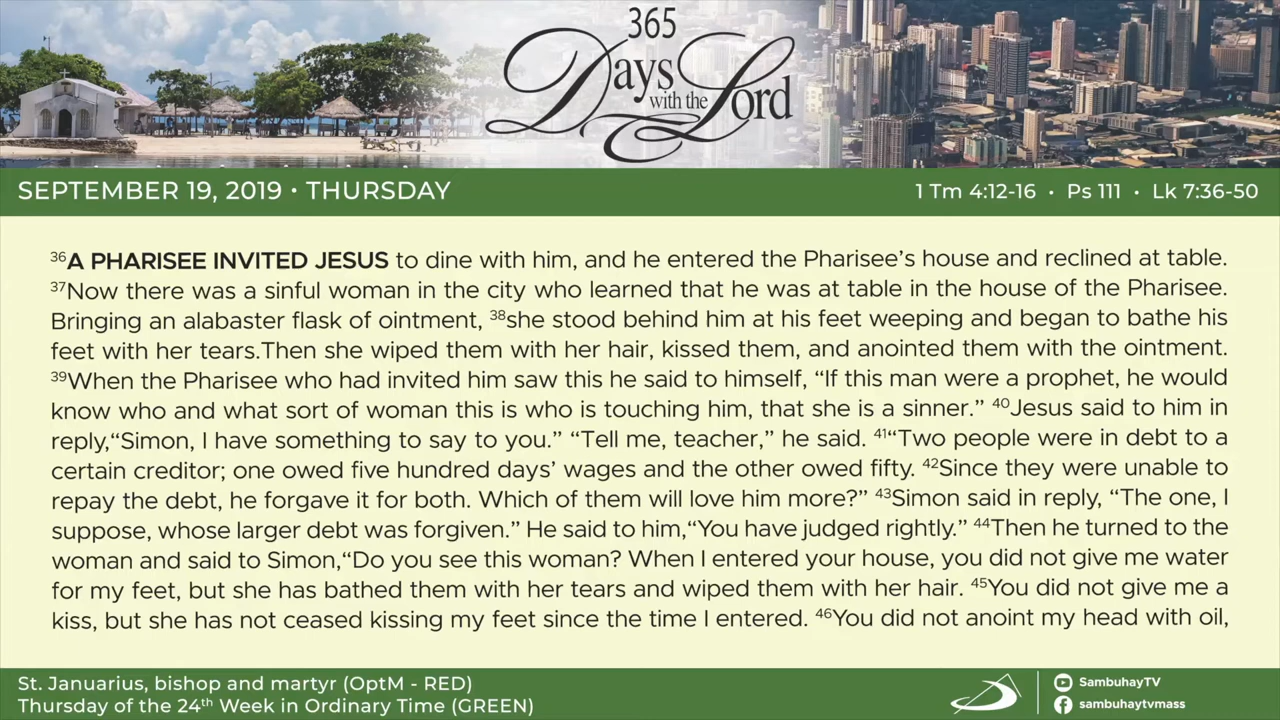 365
Days
with the
Lord
SEPTEMBER 19, 2019 • THURSDAY
1 Tm 4:12-16 • Ps 111 • Lk 7:36-50
³⁶A PHARISEE INVITED JESUS to dine with him, and he entered the Pharisee’s house and reclined at table.
³⁷Now there was a sinful woman in the city who learned that he was at table in the house of the Pharisee.
Bringing an alabaster flask of ointment, ³⁸she stood behind him at his feet weeping and began to bathe his
feet with her tears.Then she wiped them with her hair, kissed them, and anointed them with the ointment.
³⁹When the Pharisee who had invited him saw this he said to himself, “If this man were a prophet, he would
know who and what sort of woman this is who is touching him, that she is a sinner.” ⁴⁰Jesus said to him in
reply,“Simon, I have something to say to you.” “Tell me, teacher,” he said. ⁴¹“Two people were in debt to a
certain creditor; one owed five hundred days’ wages and the other owed fifty. ⁴²Since they were unable to
repay the debt, he forgave it for both. Which of them will love him more?” ⁴³Simon said in reply, “The one, I
suppose, whose larger debt was forgiven.” He said to him,“You have judged rightly.” ⁴⁴Then he turned to the
woman and said to Simon,“Do you see this woman? When I entered your house, you did not give me water
for my feet, but she has bathed them with her tears and wiped them with her hair. ⁴⁵You did not give me a
kiss, but she has not ceased kissing my feet since the time I entered. ⁴⁶You did not anoint my head with oil,
St. Januarius, bishop and martyr (OptM - RED)
Thursday of the 24th Week in Ordinary Time (GREEN)
SambuhayTV
sambuhaytvmass